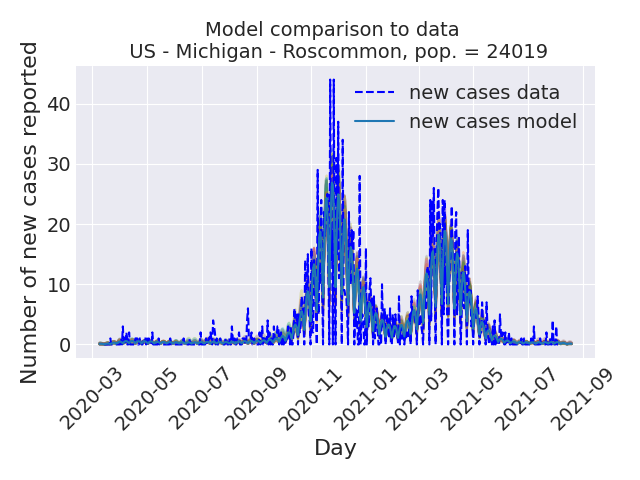 Model comparison to data
US - Michigan - Roscommon, pop. = 24019
Number of new cases reported
40
30
20
10
0
new cases data
new cases model
2020-03
2020-05
2020-07
2020-09
2020-11
2021-01
2021-03
2021-05
2021-07
2021-09
Day